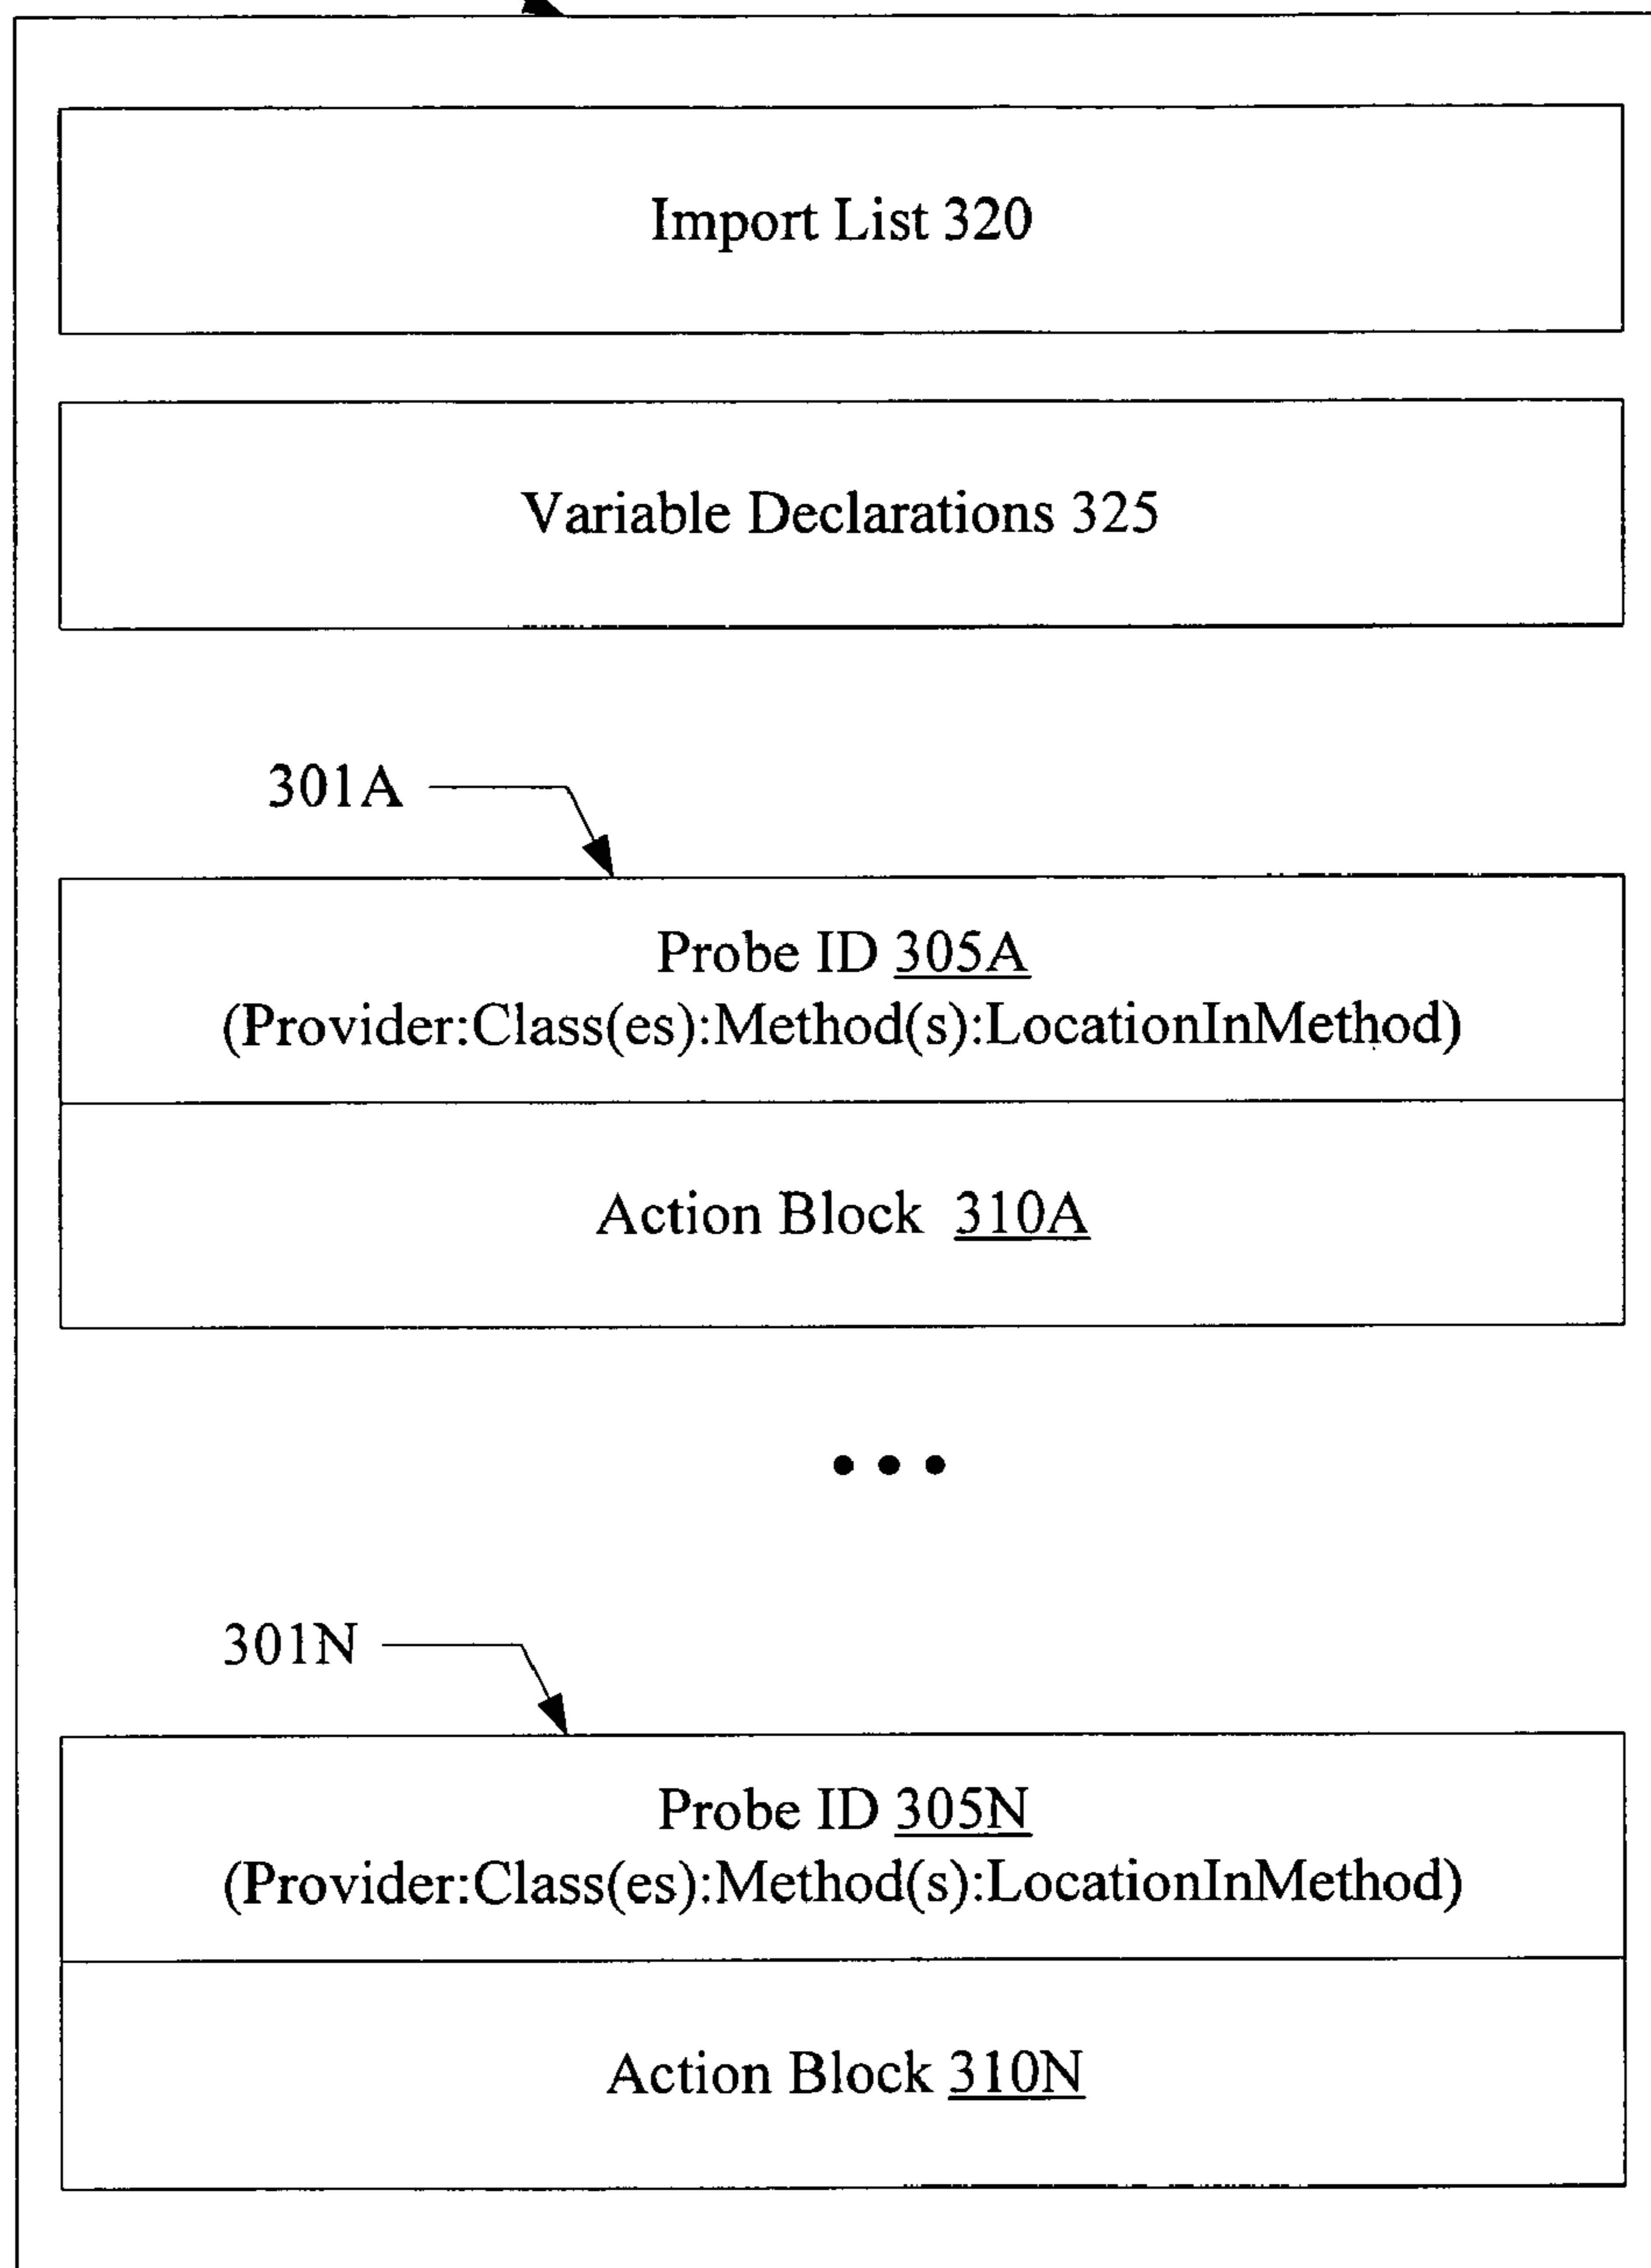 Import List 320
Variable Declarations 325
301A
Probe ID 305A
(Provider:Class(es):Method(s):LocationInMethod)
Action Block 310A
• • •
301N
Probe ID 305N
(Provider:Class(es):Method(s):LocationInMethod)
Action Block 310N